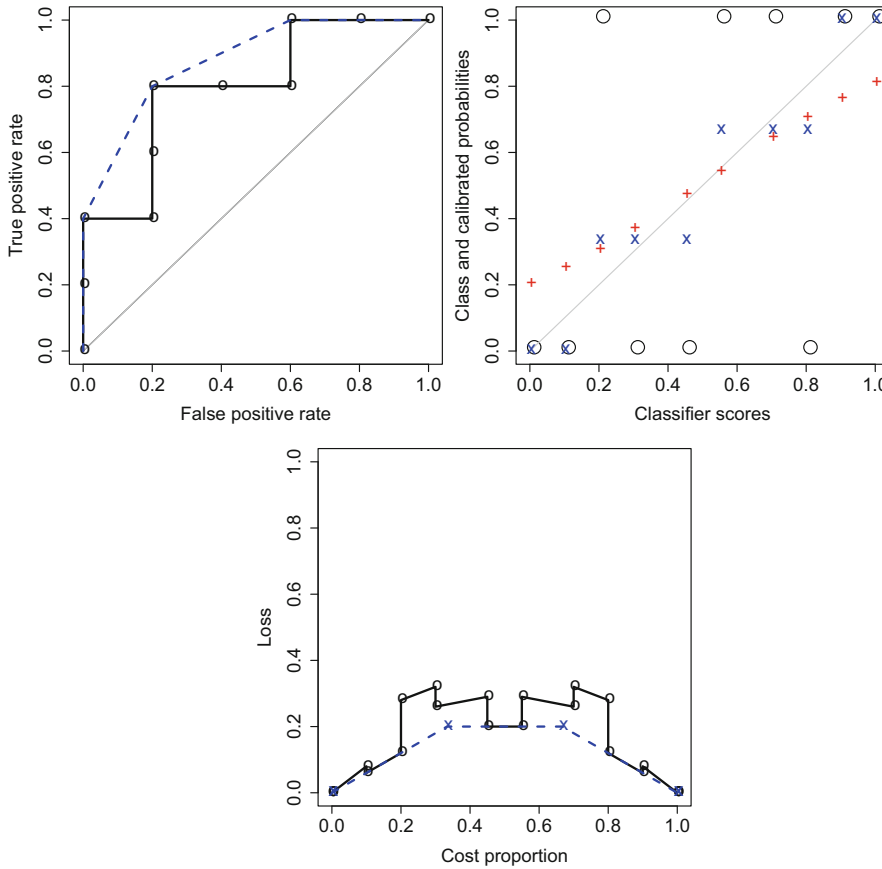 True positive rate
1.0
0.8
0.6
0.4
0.2
0.0
0.0 0.2 0.4 0.6 0.8 1.0
False positive rate
Class and calibrated probabilities
1.0
0.8
0.6
0.4
0.2
0.0
0.0 0.2 0.4 0.6 0.8 1.0
Classifier scores
Loss
1.0
0.8
0.6
0.4
0.2
0.0
0.0 0.2 0.4 0.6 0.8 1.0
Cost proportion